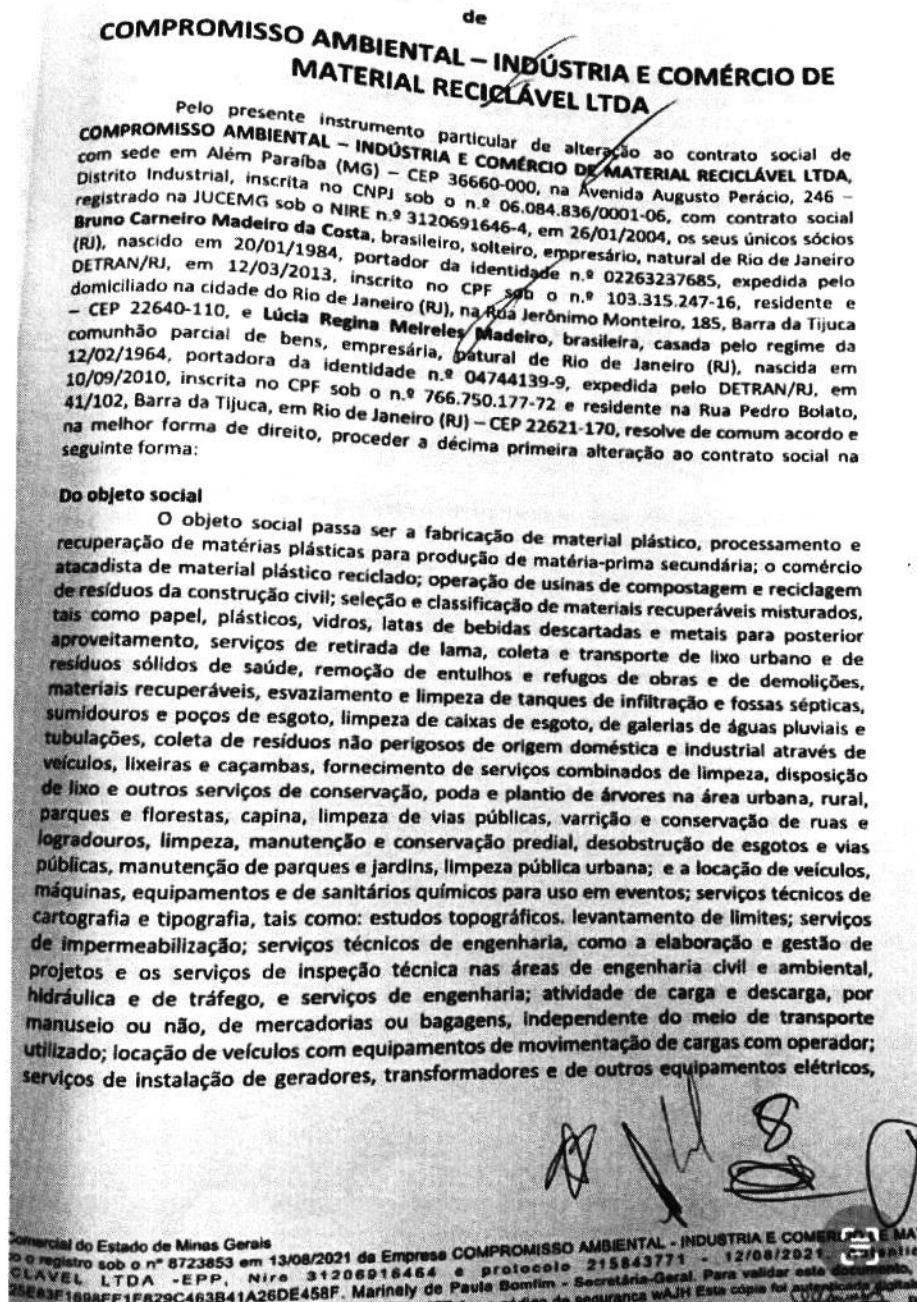 de
COMPROMISSO AMBIENTAL – INDÚSTRIA E COMÉRCIO DE
MATERIAL RECICLÁVEL LTDA
Pelo presente instrumento particular de alteração ao contrato social de
COMPROMISSO AMBIENTAL – INDÚSTRIA E COMÉRCIO DE MATERIAL RECICLÁVEL LTDA,
com sede em Além Paraíba (MG) – CEP 36660-000, na Avenida Augusto Perácio, 246 –
Distrito Industrial, inscrita no CNPJ sob o n.º 06.084.836/0001-06, com contrato social
registrado na JUCEMG sob o NIRE n.º 3120691646-4, em 26/01/2004, os seus únicos sócios
Bruno Carneiro Madeiro da Costa, brasileiro, solteiro, empresário, natural de Rio de Janeiro
(RJ), nascido em 20/01/1984, portador da identidade n.º 02263237685, expedida pelo
DETRAN/RJ, em 12/03/2013, inscrito no CPF sob o n.º 103.315.247-16, residente e
domiciliado na cidade do Rio de Janeiro (RJ), na Rua Jerônimo Monteiro, 185, Barra da Tijuca
– CEP 22640-110, e Lúcia Regina Meireles Madeiro, brasileira, casada pelo regime da
comunhão parcial de bens, empresária, natural de Rio de Janeiro (RJ), nascida em
12/02/1964, portadora da identidade n.º 04744139-9, expedida pelo DETRAN/RJ, em
10/09/2010, inscrita no CPF sob o n.º 766.750.177-72 e residente na Rua Pedro Bolato,
41/102, Barra da Tijuca, em Rio de Janeiro (RJ) – CEP 22621-170, resolve de comum acordo e
na melhor forma de direito, proceder a décima primeira alteração ao contrato social na
seguinte forma:
Do objeto social
O objeto social passa ser a fabricação de material plástico, processamento e
recuperação de matérias plásticas para produção de matéria-prima secundária; o comércio
atacadista de material plástico reciclado; operação de usinas de compostagem e reciclagem
de resíduos da construção civil; seleção e classificação de materiais recuperáveis misturados,
tais como papel, plásticos, vidros, latas de bebidas descartadas e metais para posterior
aproveitamento, serviços de retirada de lama, coleta e transporte de lixo urbano e de
resíduos sólidos de saúde, remoção de entulhos e refugos de obras e de demolições,
materiais recuperáveis, esvaziamento e limpeza de tanques de infiltração e fossas sépticas,
sumidouros e poços de esgoto, limpeza de caixas de esgoto, de galerias de águas pluviais e
tubulações, coleta de resíduos não perigosos de origem doméstica e industrial através de
veículos, lixeiras e caçambas, fornecimento de serviços combinados de limpeza, disposição
de lixo e outros serviços de conservação, poda e plantio de árvores na área urbana, rural,
parques e florestas, capina, limpeza de vias públicas, varrição e conservação de ruas e
logradouros, limpeza, manutenção e conservação predial, desobstrução de esgotos e vias
públicas, manutenção de parques e jardins, limpeza pública urbana; e a locação de veículos,
máquinas, equipamentos e de sanitários químicos para uso em eventos; serviços técnicos de
cartografia e tipografia, tais como: estudos topográficos. levantamento de limites; serviços
de impermeabilização; serviços técnicos de engenharia, como a elaboração e gestão de
projetos e os serviços de inspeção técnica nas áreas de engenharia civil e ambiental,
hidráulica e de tráfego, e serviços de engenharia; atividade de carga e descarga, por
manuseio ou não, de mercadorias ou bagagens, independente do meio de transporte
utilizado; locação de veículos com equipamentos de movimentação de cargas com operador;
serviços de instalação de geradores, transformadores e de outros equipamentos elétricos,
Comercial do Estado de Minas Gerais
o registro sob o nº 8723853 em 13/08/2021 da Empresa COMPROMISSO AMBIENTAL - INDUSTRIA E COMERCIO E MA
CLAVEL LTDA -EPP, Nire 31206916464 e protocolo 215843771 - 12/08/2021.
25E83E1698FF1F829C463B41A26DE458F. Marinely de Paula Bomfim - Secretária-Geral. Para validar este documento,
de segurança wAJH Esta cópia foi autenticada